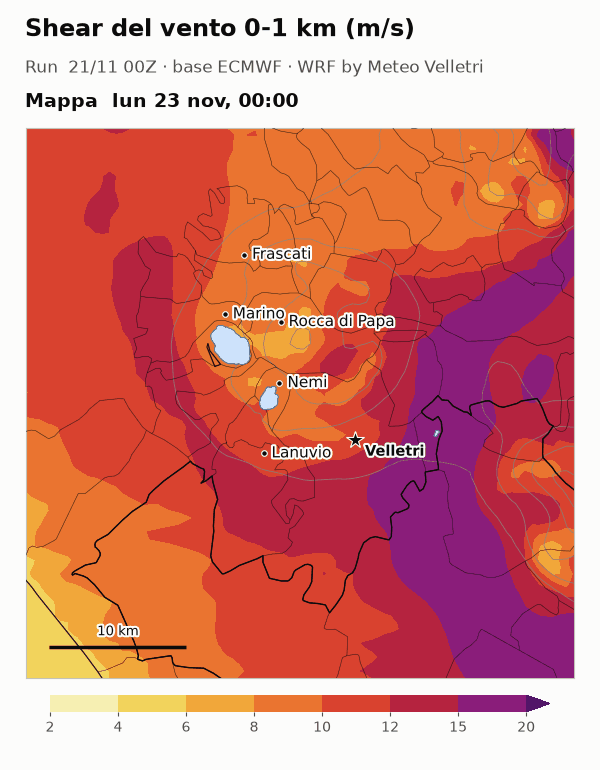 Shear del vento 0-1 km (m/s)
Run  21/11 00Z · base ECMWF · WRF by Meteo Velletri
Mappa  lun 23 nov, 00:00
Frascati
Marino
Rocca di Papa
Nemi
Velletri
Lanuvio
10 km
2 4 6 8 10 12 15 20